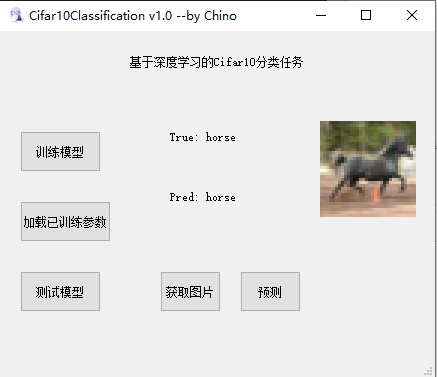 Cifar10Classification v1.0 --by Chino
基于深度学习的Cifar10分类任务
训练模型
True: horse
加载已训练参数
Pred: horse
测试模型
获取图片
预测